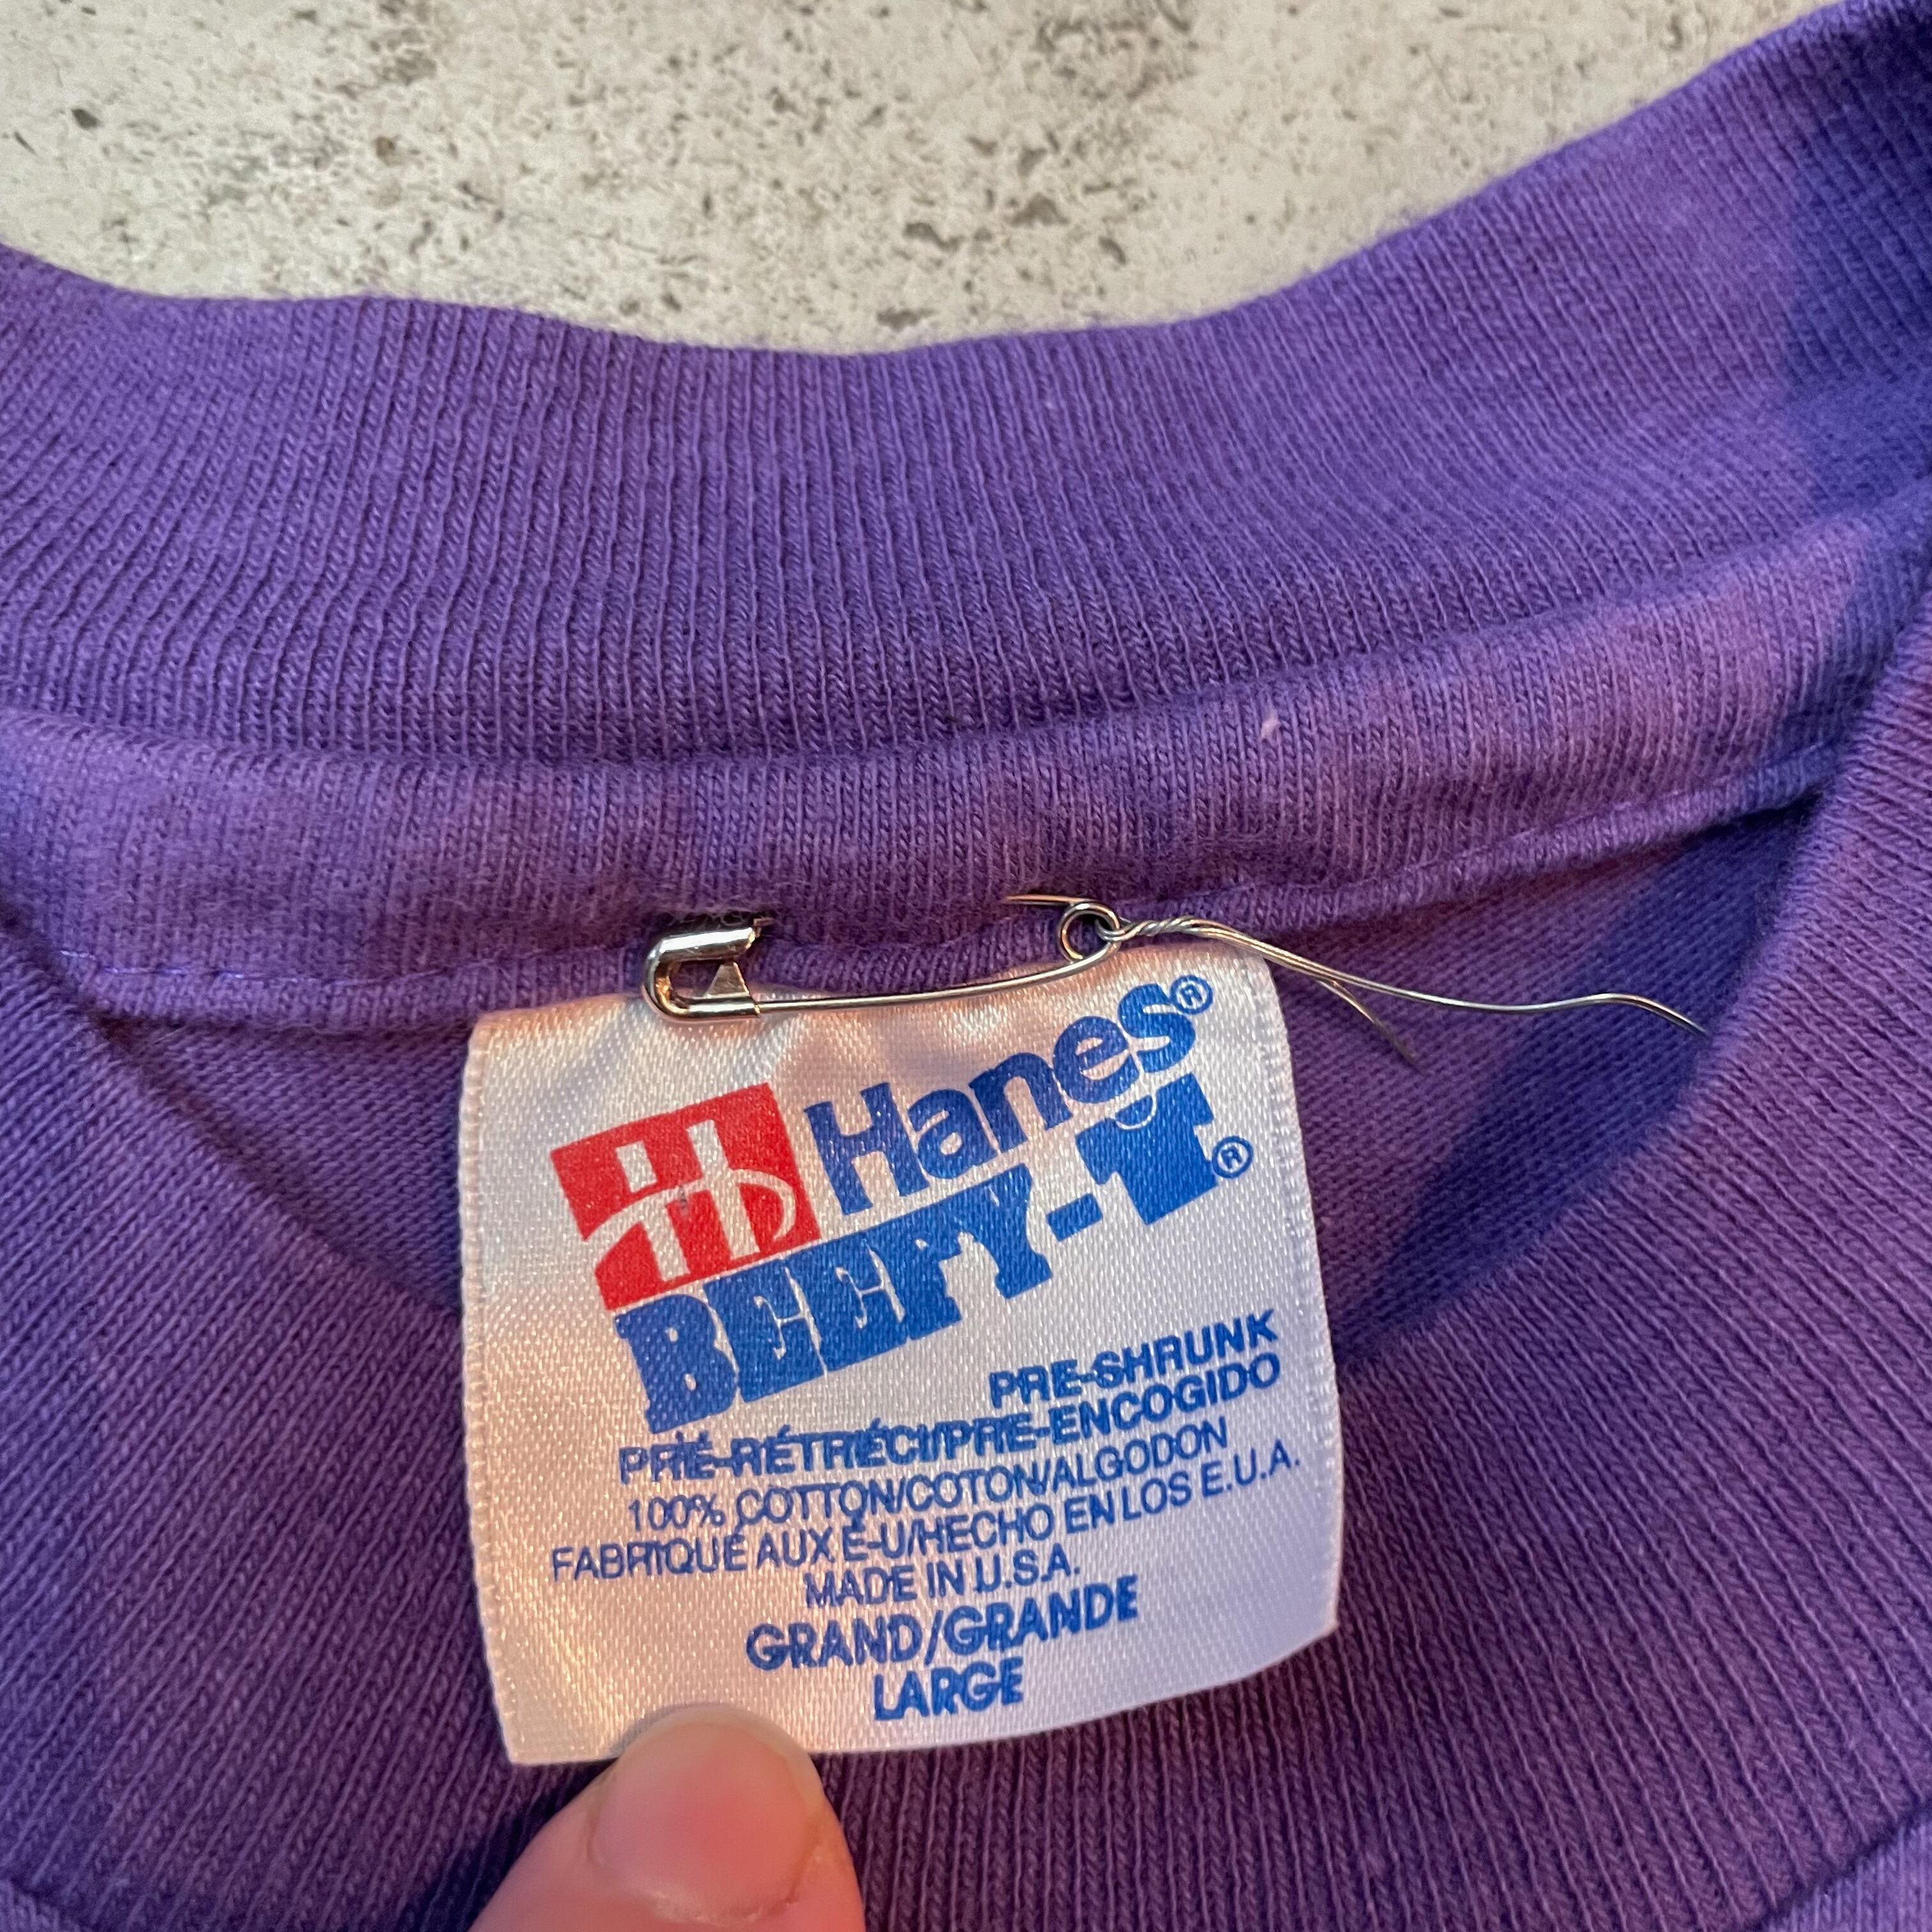 Hanes®
BEEFY-T®
PRE-SHRUNK
PRÉ-RÉTRÉCI/PRE-ENCOGIDO
100% COTTON/COTON/ALGODON
FABRIQUÉ AUX É-U/HECHO EN LOS E.U.A.
MADE IN U.S.A.
GRAND/GRANDE
LARGE